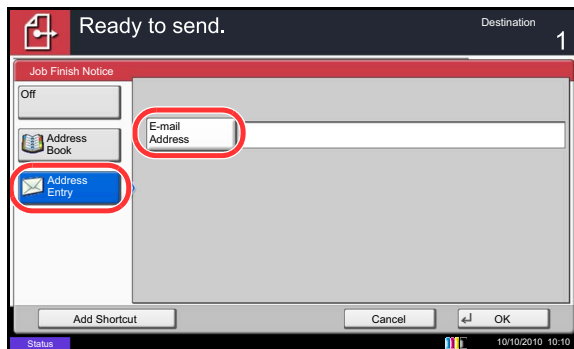 Ready to send.
Destination
1
Job Finish Notice
Off
Address
Book
Address
Entry
E-mail
Address
Add Shortcut
Cancel
OK
Status
10/10/2010 10:10